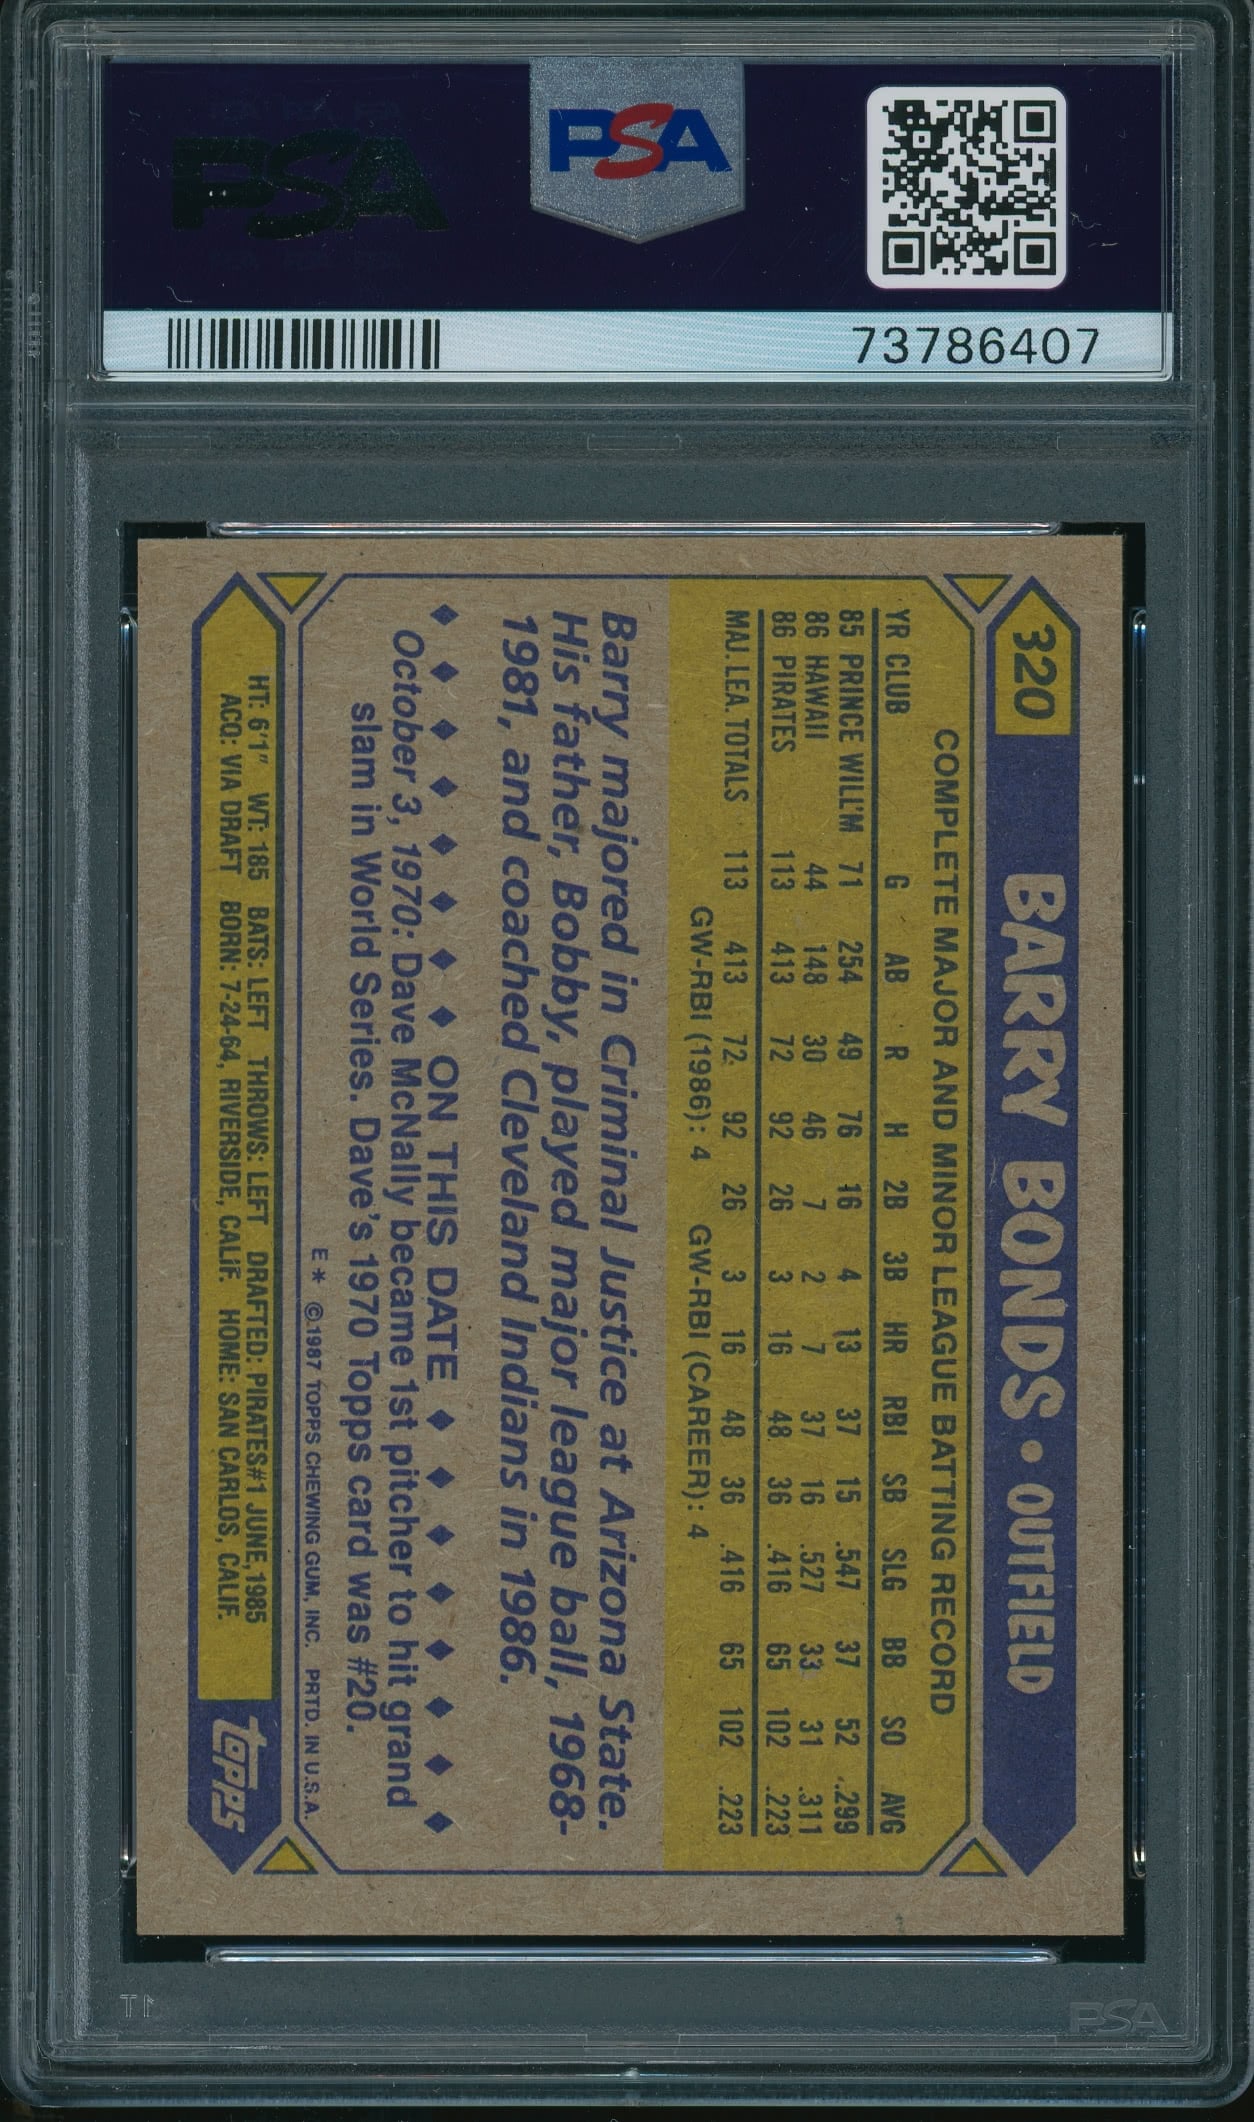 PSA
PSA
73786407
320
BARRY BONDS • OUTFIELD
COMPLETE MAJOR AND MINOR LEAGUE BATTING RECORD
YR CLUB G AB R H 2B 3B HR RBI SB SLG BB SO AVG
85 PRINCE WILL'M 71 254 49 76 16 4 13 37 15 .547 37 52 .299
86 HAWAII 44 148 30 46 7 2 7 37 16 .527 33 31 .311
86 PIRATES 113 413 72 92 26 3 16 48 36 .416 65 102 .223
MAJ. LEA. TOTALS 113 413 72 92 26 3 16 48 36 .416 65 102 .223
GW-RBI (1986): 4 GW-RBI (CAREER): 4
Barry majored in Criminal Justice at Arizona State.
His father, Bobby, played major league ball, 1968-
1981, and coached Cleveland Indians in 1986.
◆ ◆ ◆ ◆ ◆ ◆ ◆ ◆ ON THIS DATE ◆ ◆ ◆ ◆ ◆ ◆ ◆ ◆
October 3, 1970: Dave McNally became 1st pitcher to hit grand
slam in World Series. Dave's 1970 Topps card was #20.
E* © 1987 TOPPS CHEWING GUM, INC. PRTD. IN U.S.A.
HT: 6'1" WT: 185 BATS: LEFT THROWS: LEFT DRAFTED: PIRATES #1 JUNE, 1985
ACQ: VIA DRAFT BORN: 7-24-64, RIVERSIDE, CALIF. HOME: SAN CARLOS, CALIF.
topps
PSA